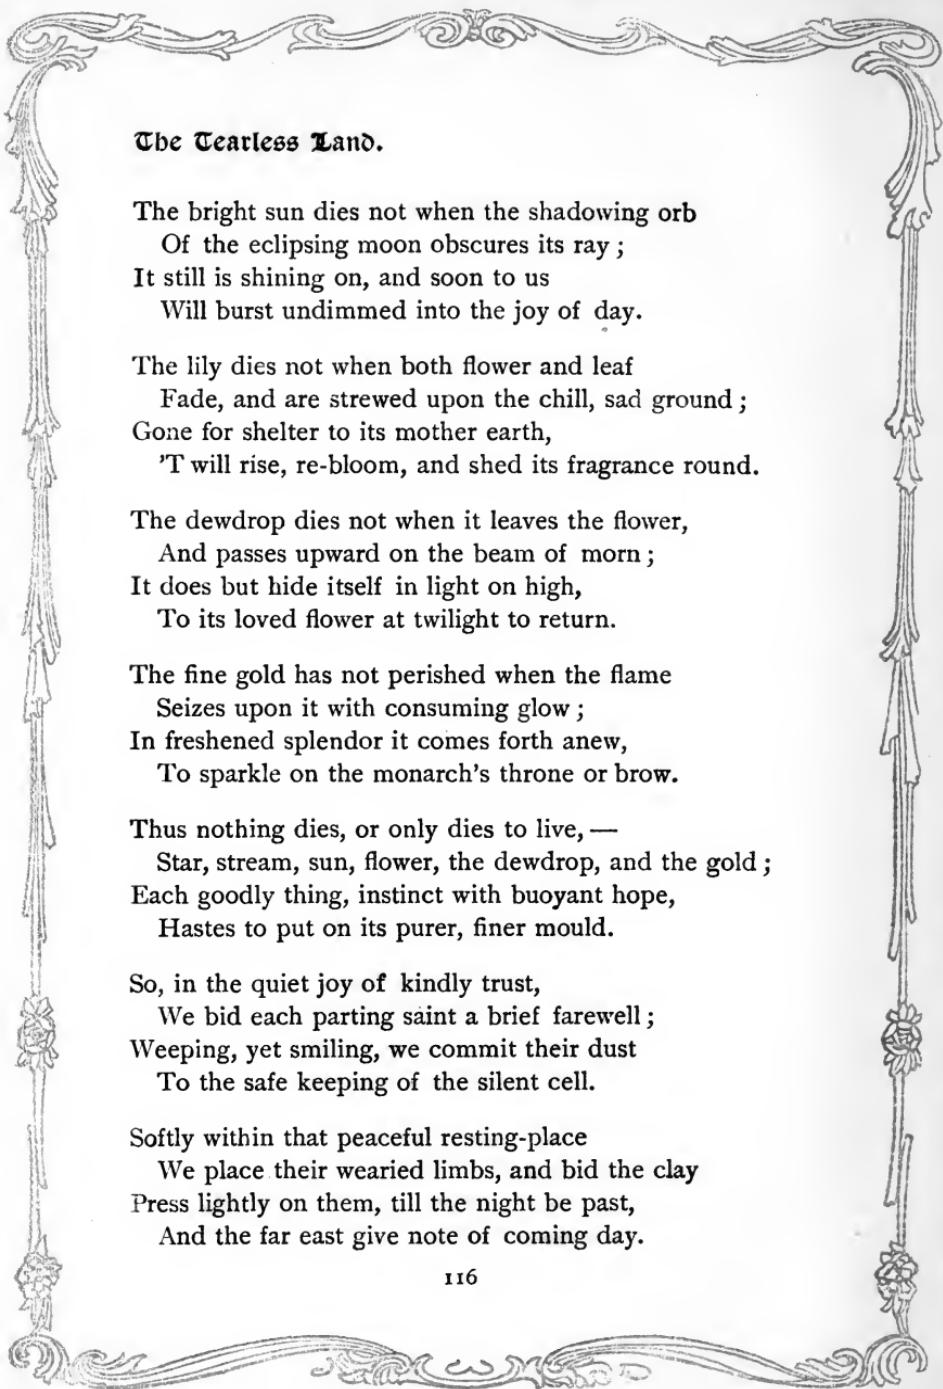 The Tearless Land.
The bright sun dies not when the shadowing orb
Of the eclipsing moon obscures its ray;
It still is shining on, and soon to us
Will burst undimmed into the joy of day.
The lily dies not when both flower and leaf
Fade, and are strewed upon the chill, sad ground;
Gone for shelter to its mother earth,
'T will rise, re-bloom, and shed its fragrance round.
The dewdrop dies not when it leaves the flower,
And passes upward on the beam of morn;
It does but hide itself in light on high,
To its loved flower at twilight to return.
The fine gold has not perished when the flame
Seizes upon it with consuming glow;
In freshened splendor it comes forth anew,
To sparkle on the monarch's throne or brow.
Thus nothing dies, or only dies to live, —
Star, stream, sun, flower, the dewdrop, and the gold;
Each goodly thing, instinct with buoyant hope,
Hastes to put on its purer, finer mould.
So, in the quiet joy of kindly trust,
We bid each parting saint a brief farewell;
Weeping, yet smiling, we commit their dust
To the safe keeping of the silent cell.
Softly within that peaceful resting-place
We place their wearied limbs, and bid the clay
Press lightly on them, till the night be past,
And the far east give note of coming day.
116